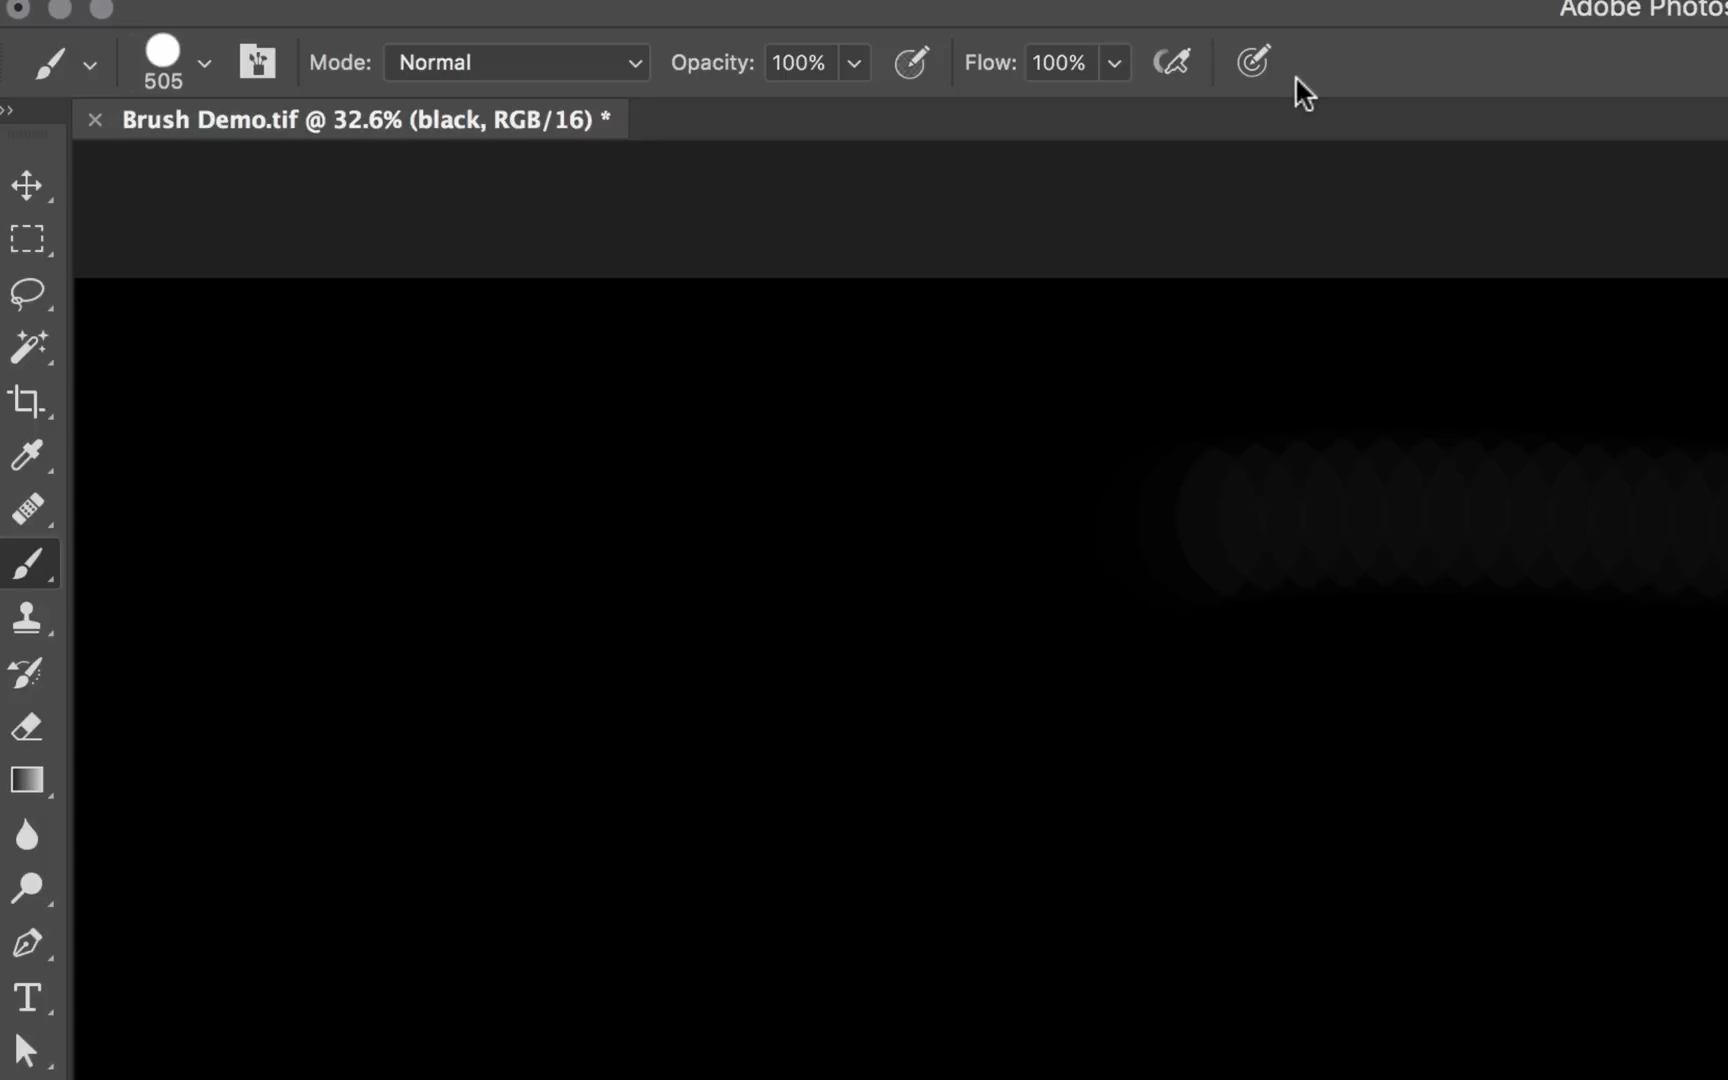 Adobe Photos
505
Mode: Normal
Opacity: 100%
Flow: 100%
Brush Demo.tif @ 32.6% (black, RGB/16) *
T